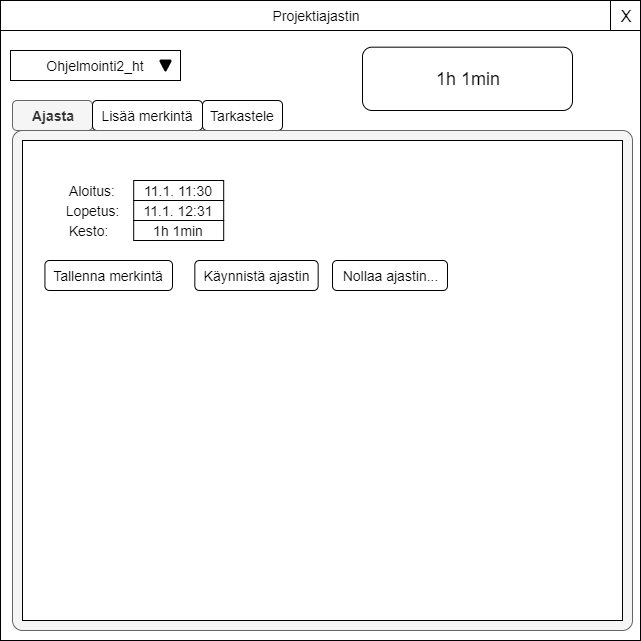 Projektiajastin
X
Ohjelmointi2_ht
1h 1min
Ajasta
Lisää merkintä
Tarkastele
Aloitus: 11.1. 11:30
Lopetus: 11.1. 12:31
Kesto: 1h 1min
Tallenna merkintä
Käynnistä ajastin
Nollaa ajastin...